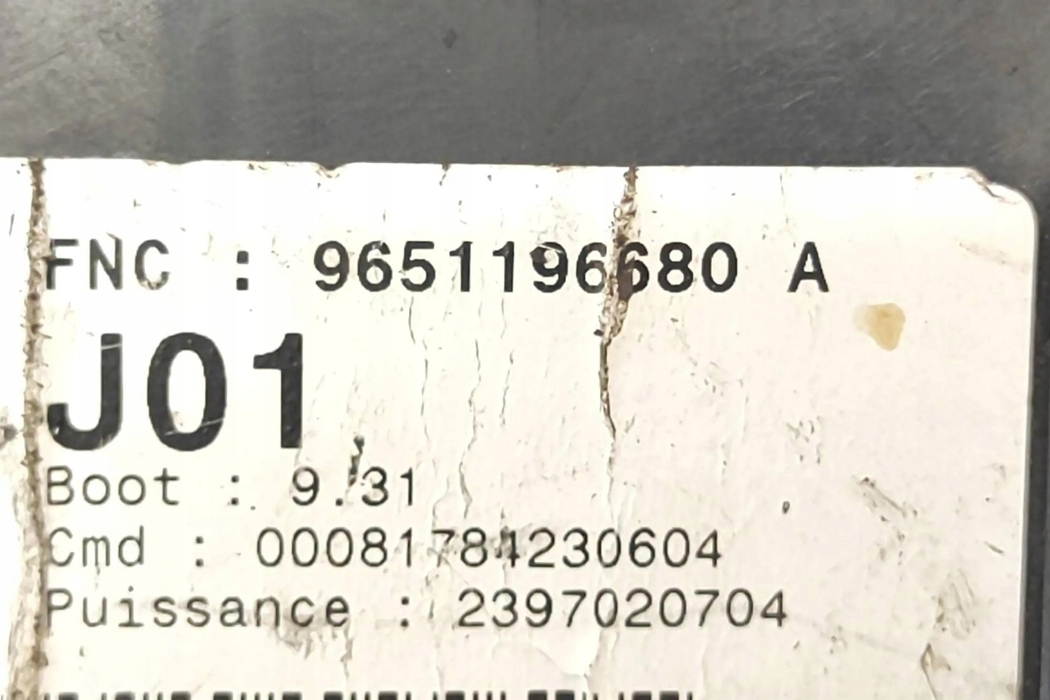 FNC : 9651196680 A
J01
Boot : 9.31
Cmd : 00081784230604
Puissance : 2397020704